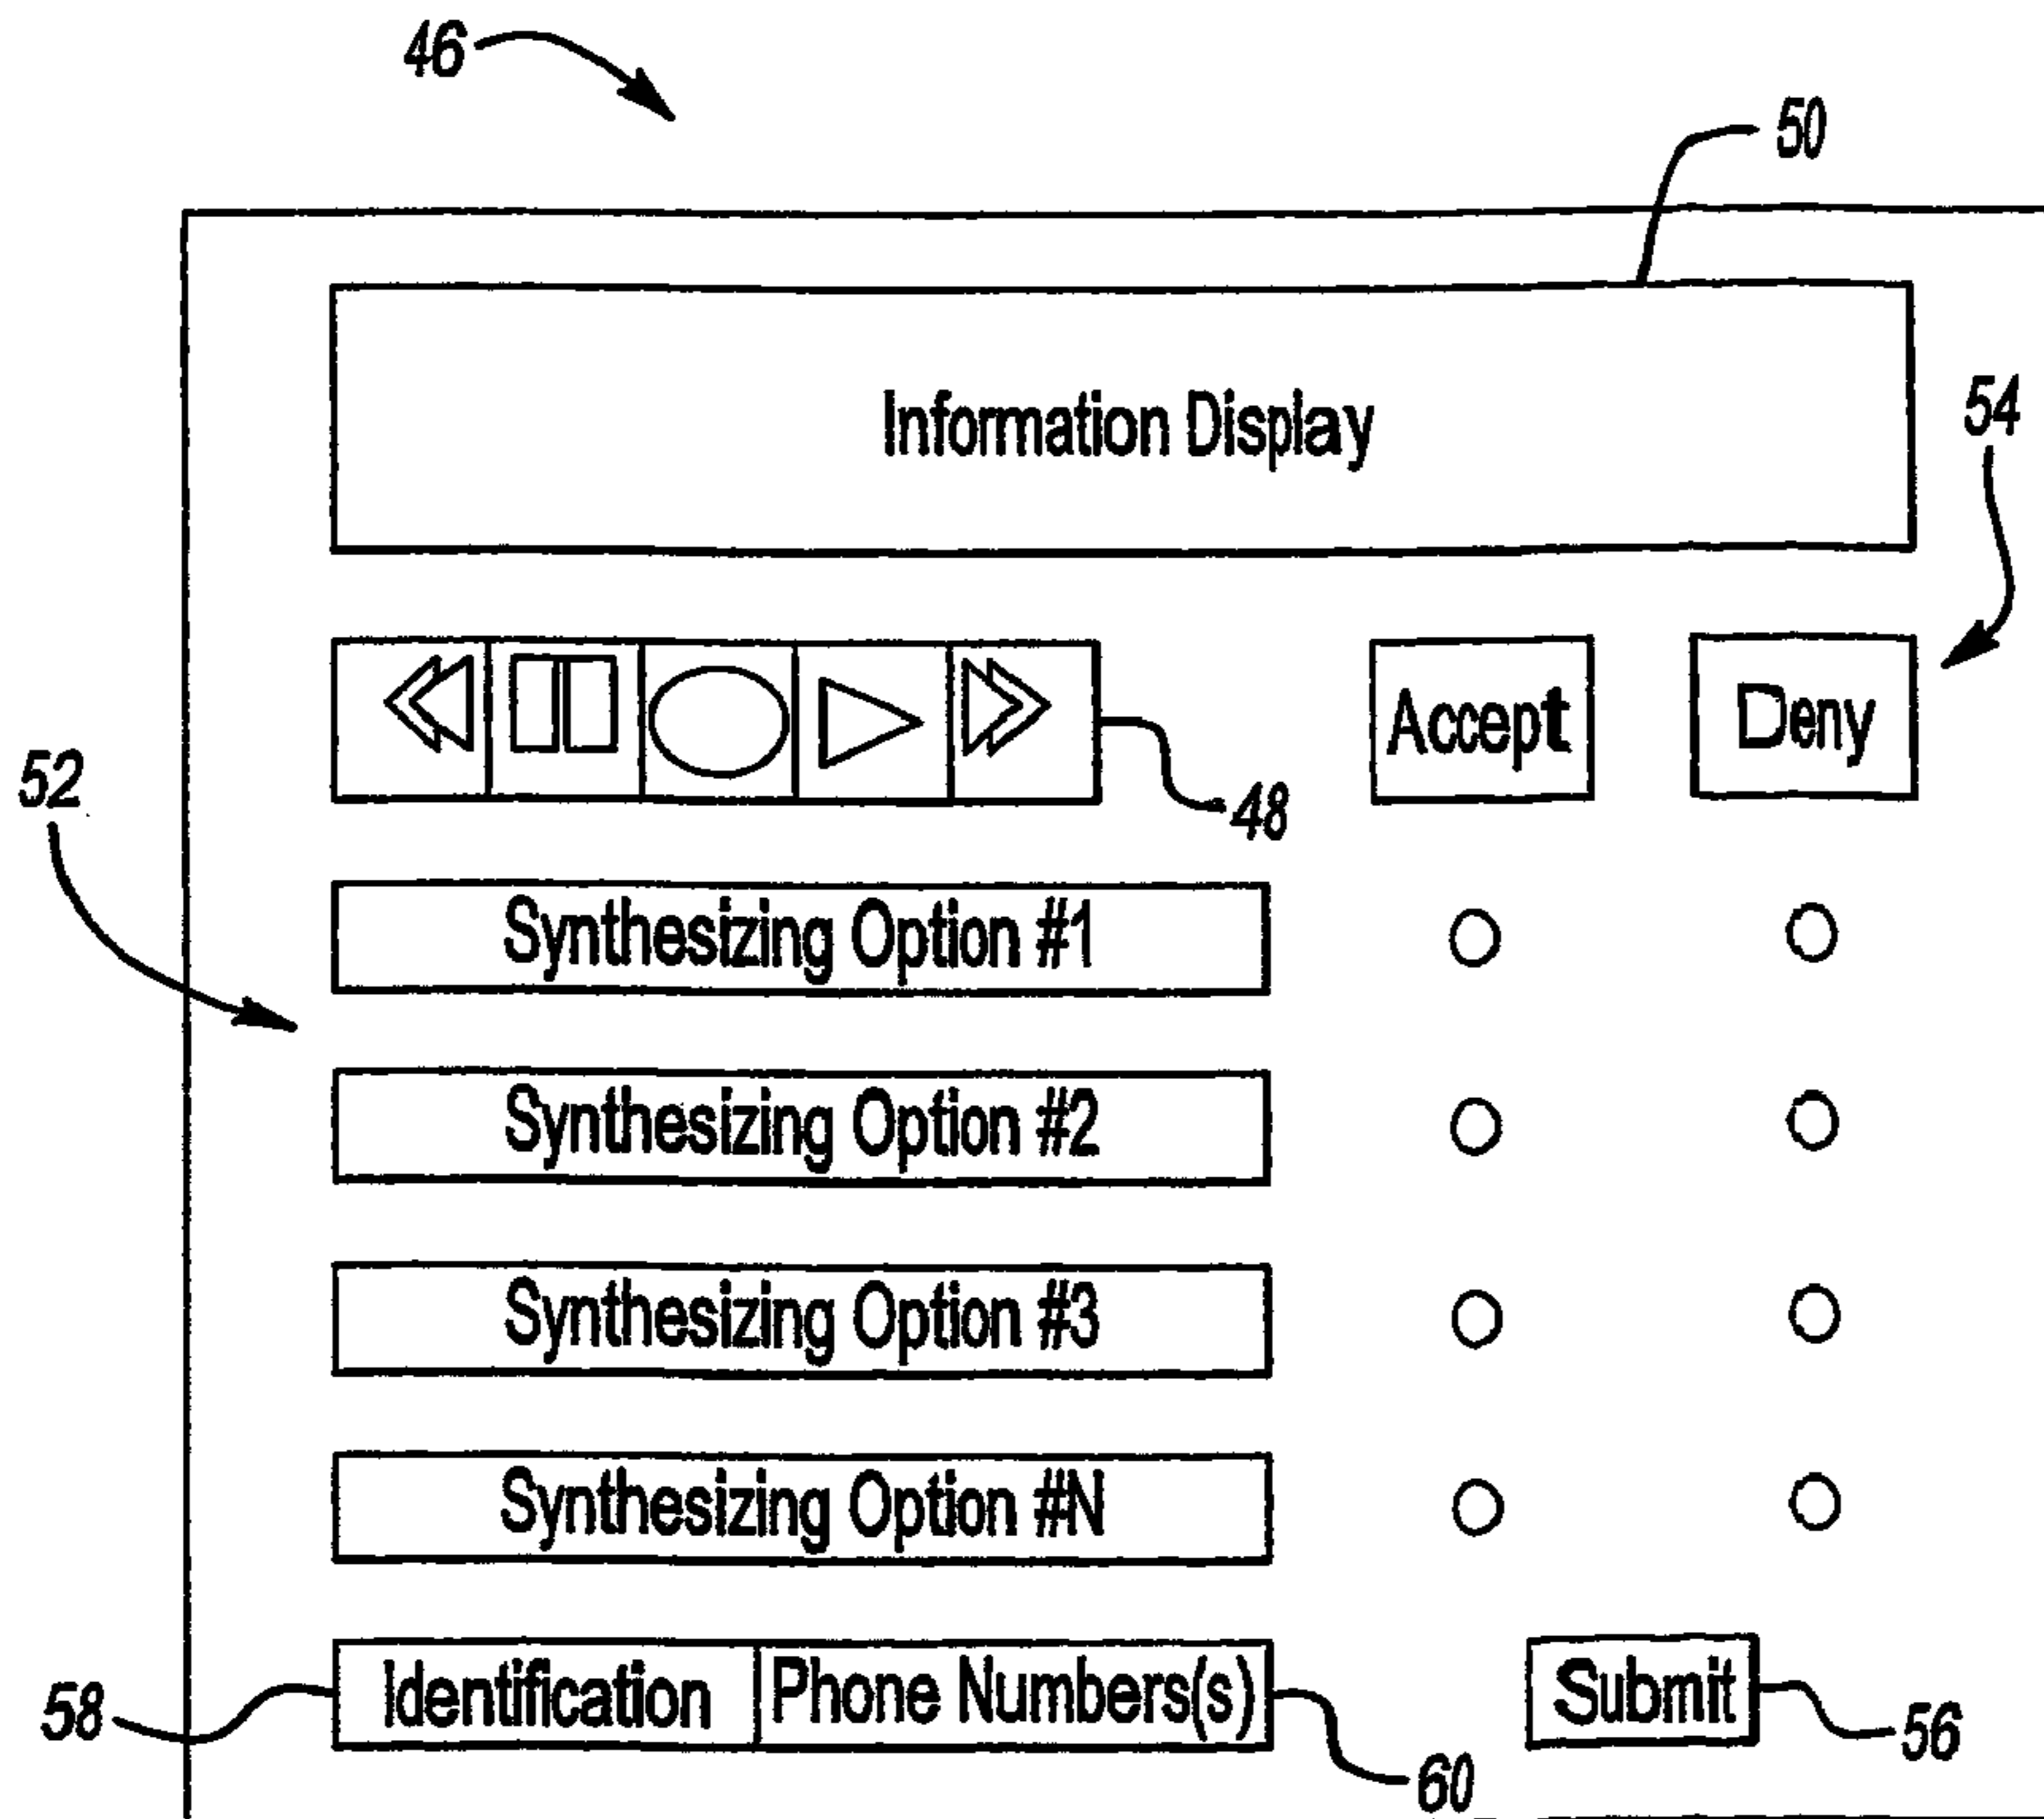 46
50
Information Display
54
Accept Deny
52
48
Synthesizing Option #1
Synthesizing Option #2
Synthesizing Option #3
Synthesizing Option #N
Identification Phone Numbers(s) Submit
58
56
60